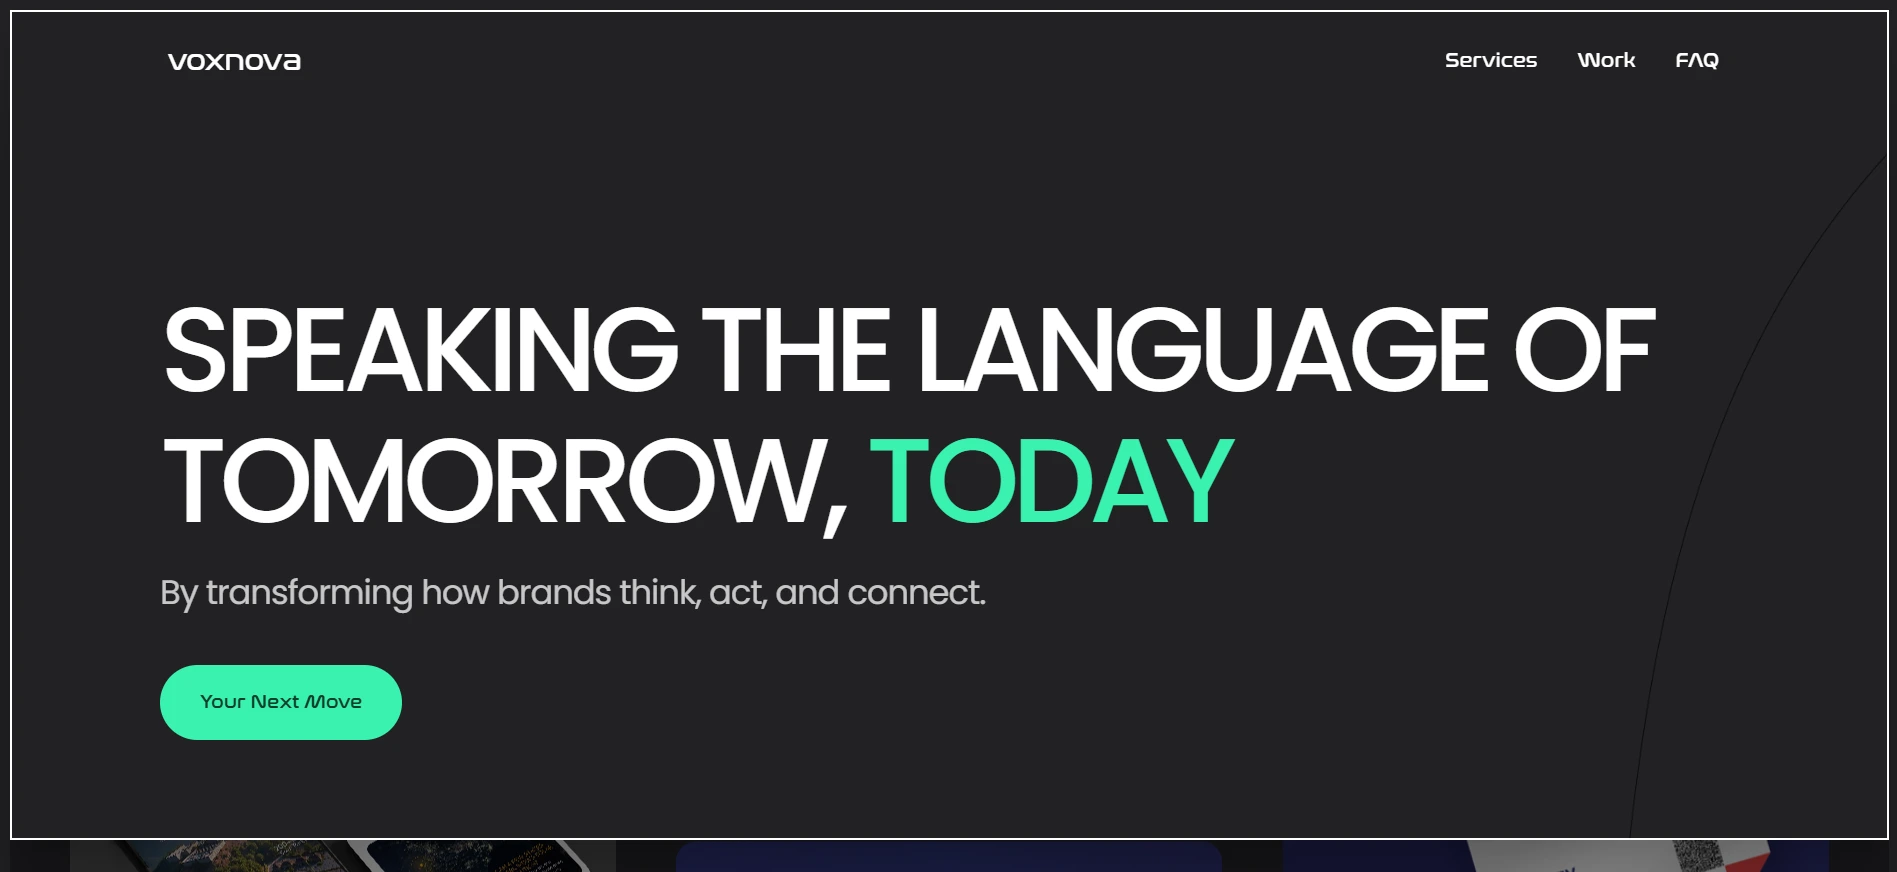 voxnova
Services Work FAQ
SPEAKING THE LANGUAGE OF
TOMORROW, TODAY
By transforming how brands think, act, and connect.
Your Next Move